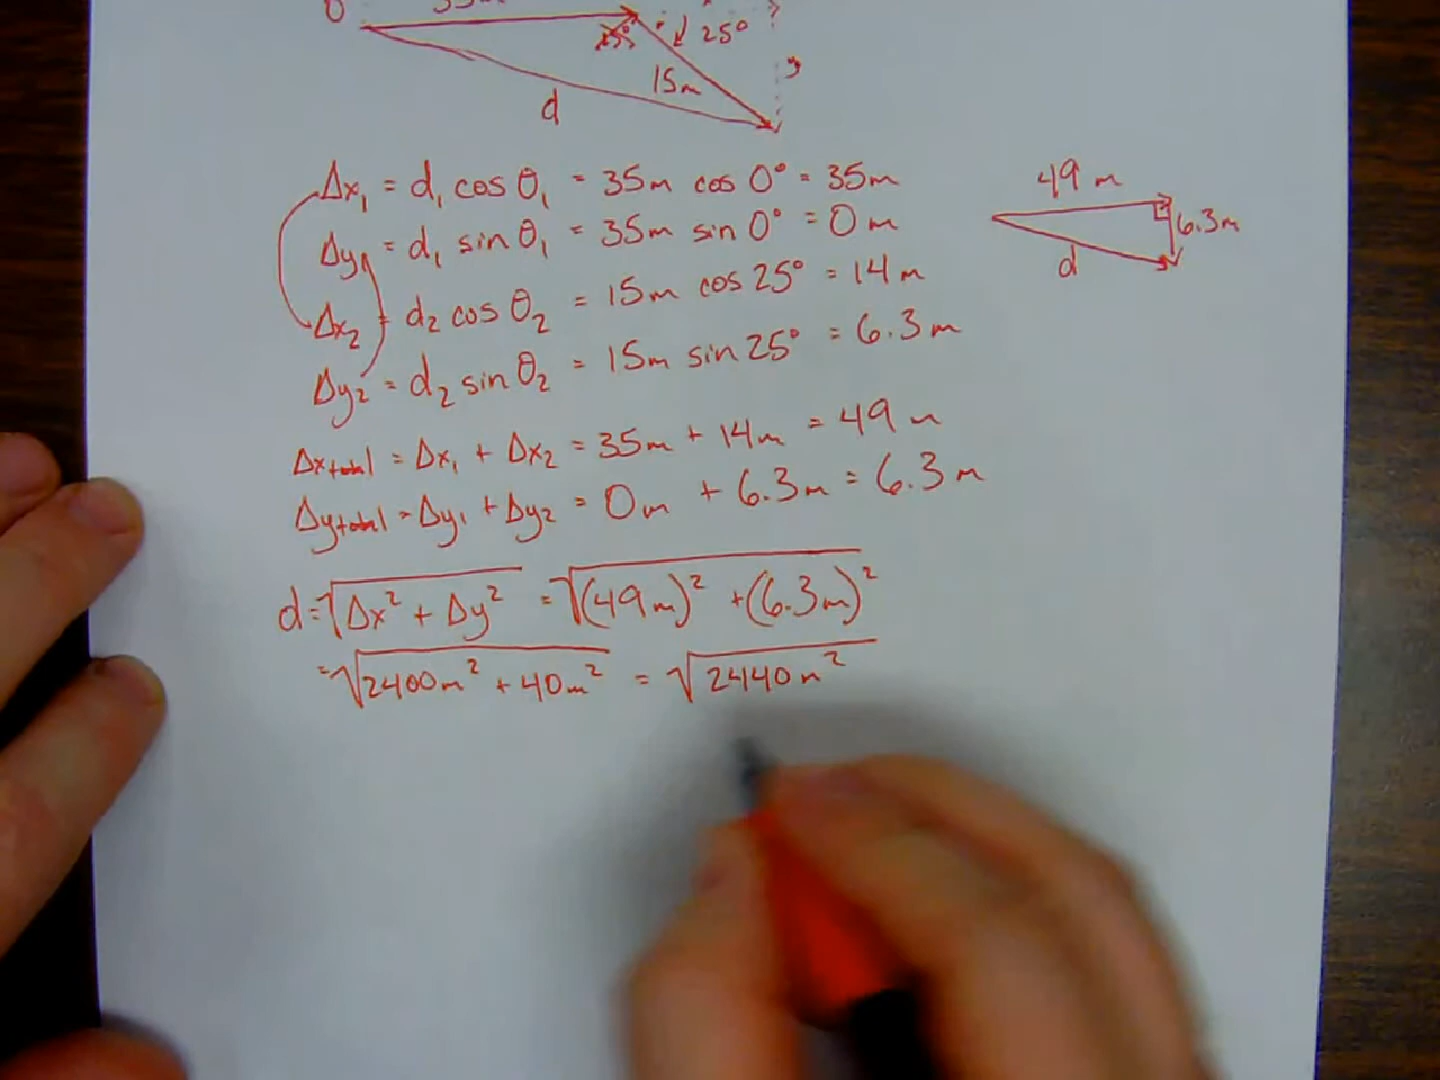 25°
15m
d
Δx₁ = d₁ cos θ₁ = 35m cos 0° = 35m
49 m
Δy₁ = d₁ sin θ₁ = 35m sin 0° = 0 m
6.3m
d
Δx₂ = d₂ cos θ₂ = 15m cos 25° = 14 m
Δy₂ = d₂ sin θ₂ = 15m sin 25° = 6.3 m
Δxtotal = Δx₁ + Δx₂ = 35m + 14m = 49 m
Δytotal = Δy₁ + Δy₂ = 0m + 6.3m = 6.3 m
d = √Δx² + Δy² = √(49m)² + (6.3m)²
= √2400m² + 40m² = √2440m²